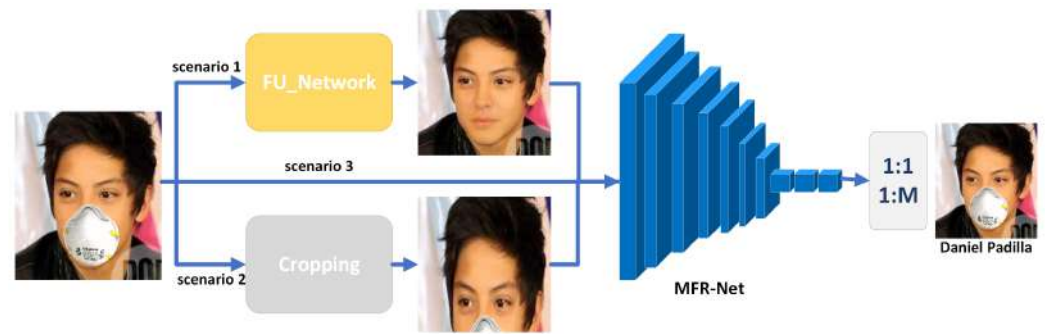 scenario 1
FU_Network
scenario 3
scenario 2
Cropping
MFR-Net
1:1
1:M
Daniel Padilla